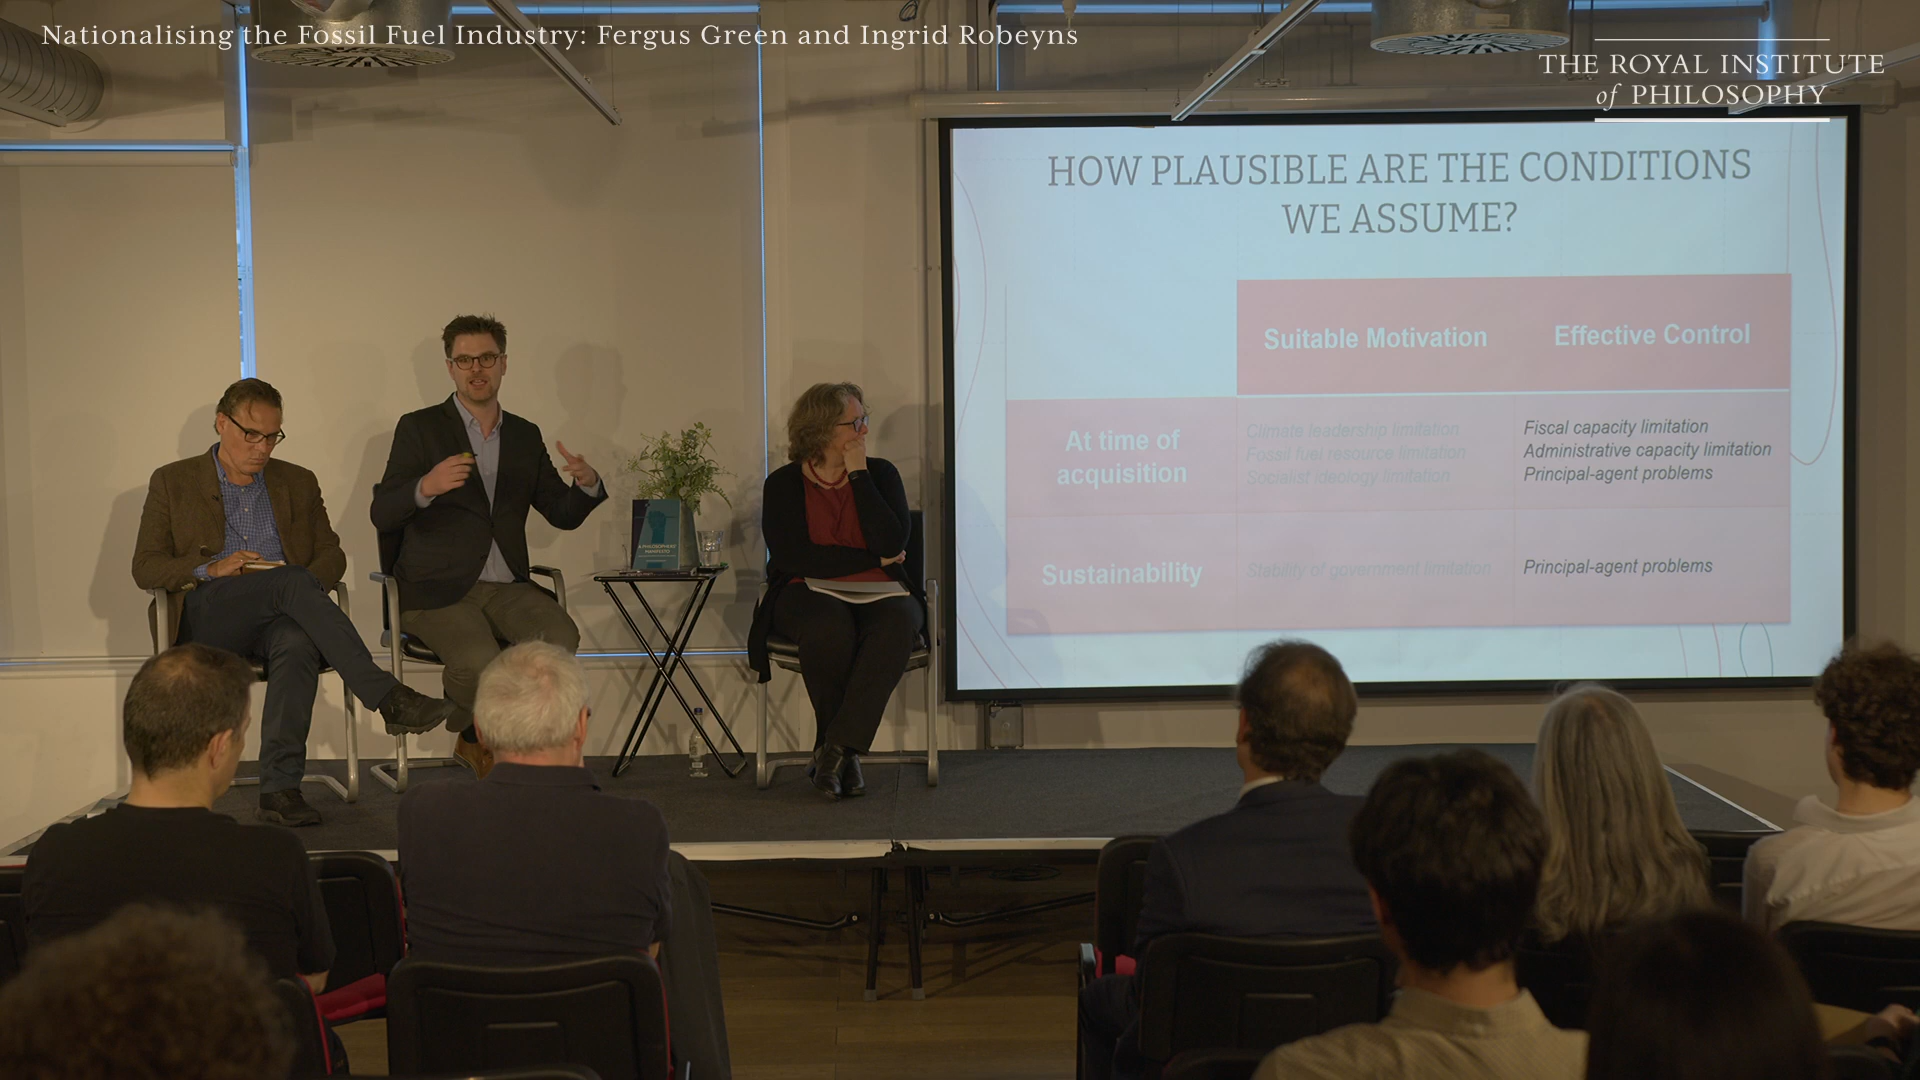 Nationalising the Fossil Fuel Industry: Fergus Green and Ingrid Robeyns
THE ROYAL INSTITUTE
of PHILOSOPHY
HOW PLAUSIBLE ARE THE CONDITIONS
WE ASSUME?
Suitable Motivation
Effective Control
At time of
acquisition
Climate leadership limitation
Fossil fuel resource limitation
Socialist ideology limitation
Fiscal capacity limitation
Administrative capacity limitation
Principal-agent problems
Sustainability
Stability of government limitation
Principal-agent problems
A PHILOSOPHERS'
MANIFESTO